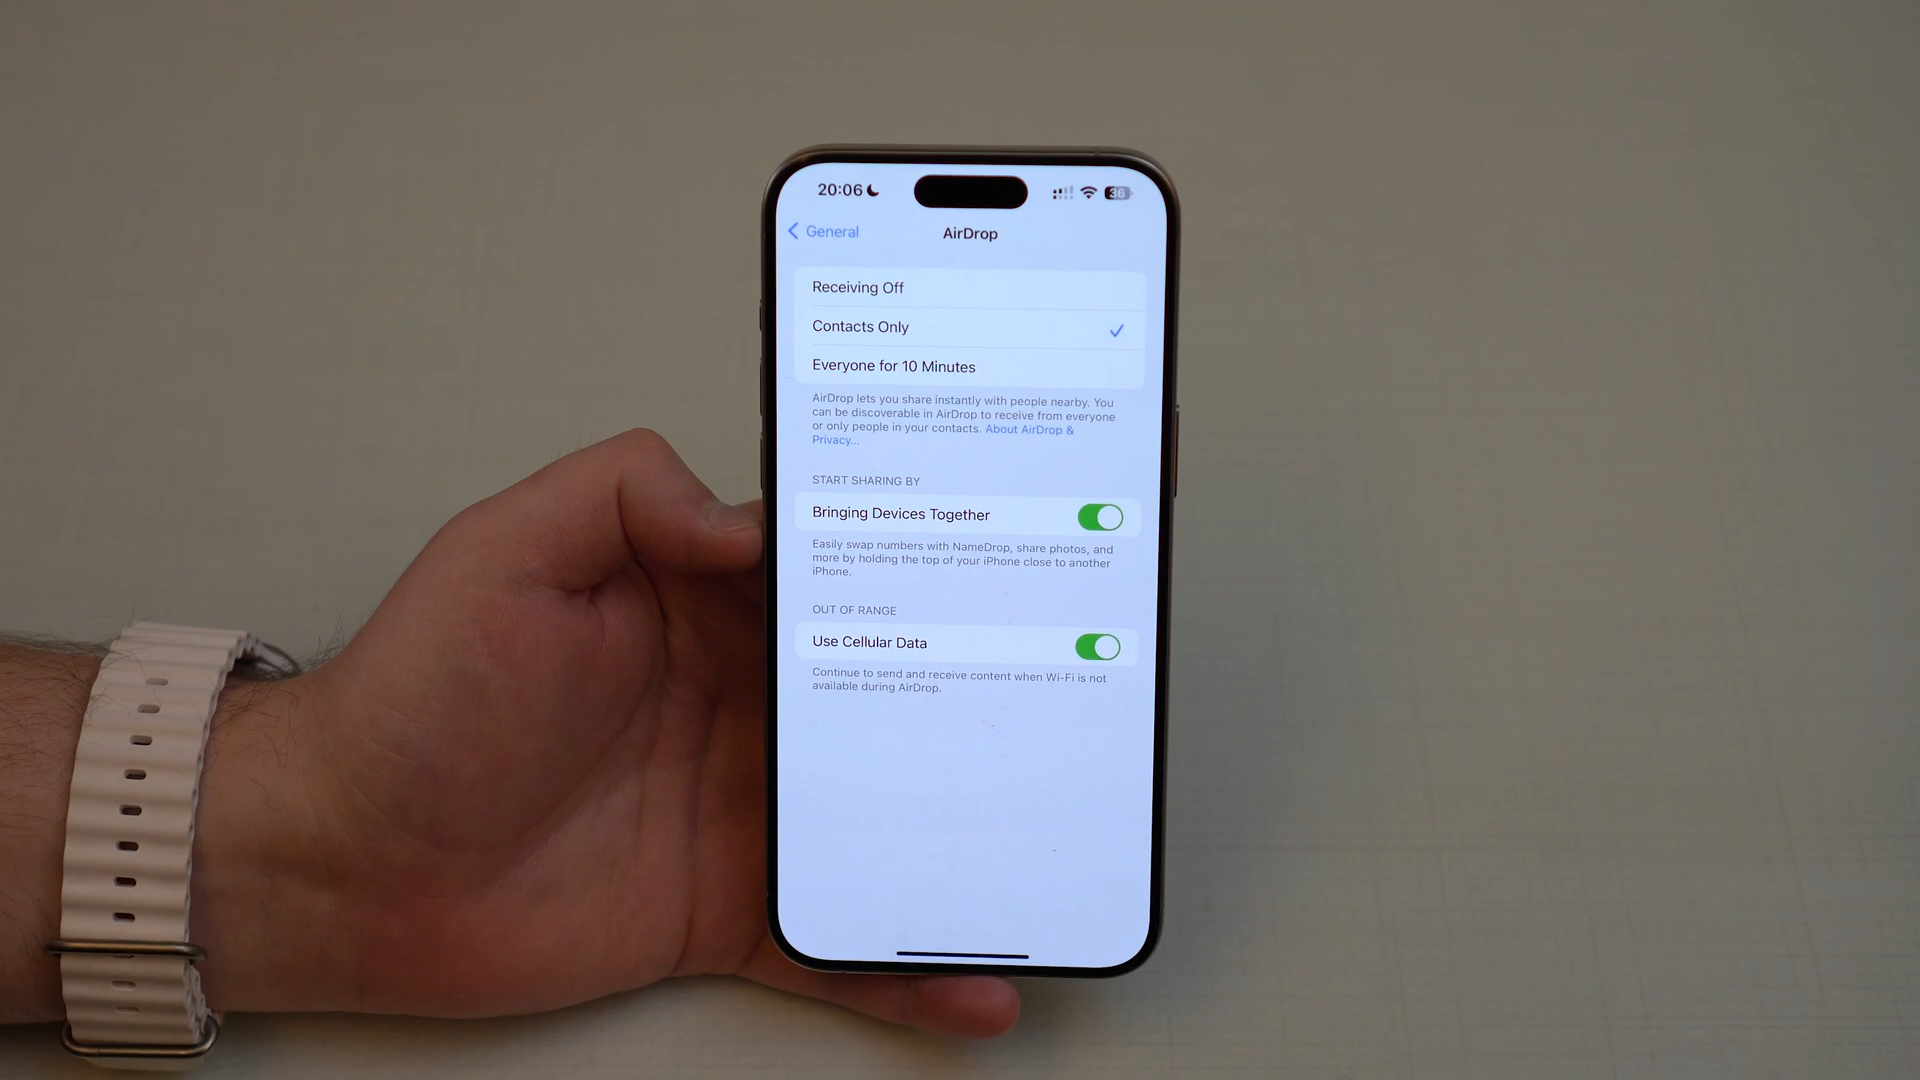 20:06
36
General
AirDrop
Receiving Off
Contacts Only
Everyone for 10 Minutes
AirDrop lets you share instantly with people nearby. You
can be discoverable in AirDrop to receive from everyone
or only people in your contacts. About AirDrop &
Privacy...
START SHARING BY
Bringing Devices Together
Easily swap numbers with NameDrop, share photos, and
more by holding the top of your iPhone close to another
iPhone.
OUT OF RANGE
Use Cellular Data
Continue to send and receive content when Wi-Fi is not
available during AirDrop.